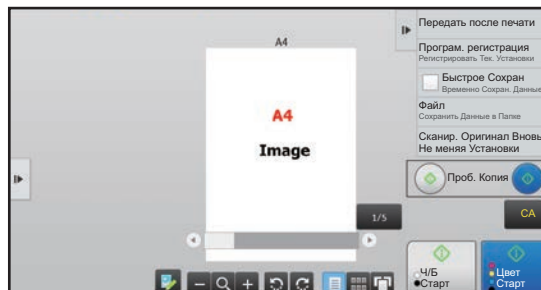 A4
A4
Image
1/5
Передать после печати
Програм. регистрация
Регистрировать Тек. Установки
Быстрое Сохран
Временно Сохран. Данные
Файл
Сохранить Данные в Папке
Сканир. Оригинал Вновь
Не меняя Установки
Проб. Копия
CA
Ч/Б
Старт
Цвет
Старт